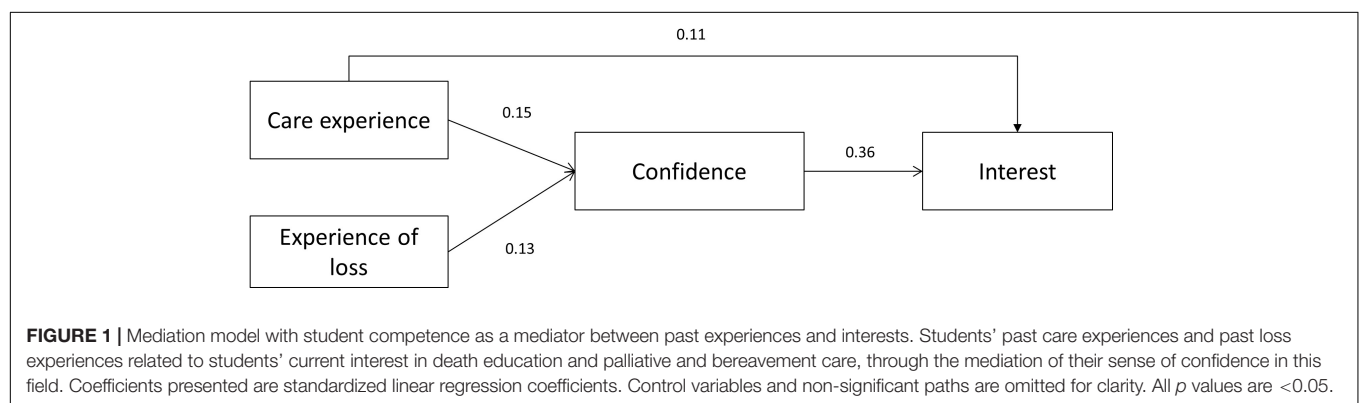 0.11
Care experience
0.15
Confidence
0.36
Interest
Experience of
loss
0.13
FIGURE 1 | Mediation model with student competence as a mediator between past experiences and interests. Students’ past care experiences and past loss
experiences related to students’ current interest in death education and palliative and bereavement care, through the mediation of their sense of confidence in this
field. Coefficients presented are standardized linear regression coefficients. Control variables and non-significant paths are omitted for clarity. All p values are <0.05.